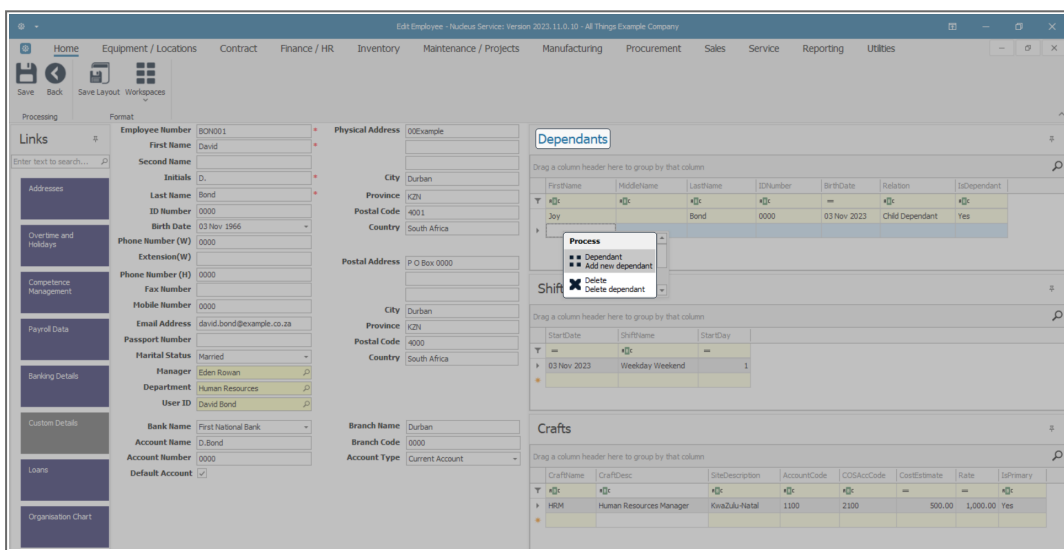 Edit Employee - Nucleus Service: Version 2023.11.0.10 - All Things Example Company
Home Equipment / Locations Contract Finance / HR Inventory Maintenance / Projects Manufacturing Procurement Sales Service Reporting Utilities
Save Back Save Layout Workspaces
Processing Format
Links
Enter text to search...
Addresses
Overtime and
Holidays
Competence
Management
Payroll Data
Banking Details
Custom Details
Loans
Organisation Chart
Employee Number BON001 *
First Name David *
Second Name
Initials D. *
Last Name Bond *
ID Number 0000
Birth Date 03 Nov 1966
Phone Number (W) 0000
Extension(W)
Phone Number (H) 0000
Fax Number
Mobile Number 0000
Email Address david.bond@example.co.za
Passport Number
Marital Status Married
Manager Eden Rowan
Department Human Resources
User ID David Bond
Bank Name First National Bank
Account Name D.Bond
Account Number 0000
Default Account
Physical Address 00Example
City Durban
Province KZN
Postal Code 4001
Country South Africa
Postal Address P O Box 0000
City Durban
Province KZN
Postal Code 4000
Country South Africa
Branch Name Durban
Branch Code 0000
Account Type Current Account
Dependants
Drag a column header here to group by that column
FirstName MiddleName LastName IDNumber BirthDate Relation IsDependant
Joy Bond 0000 03 Nov 2023 Child Dependant Yes
Process
Dependant
Add new dependant
Delete
Delete dependant
Shift
Drag a column header here to group by that column
StartDate ShiftName StartDay
03 Nov 2023 Weekday Weekend 1
Crafts
Drag a column header here to group by that column
CraftName CraftDesc SiteDescription AccountCode COSAccCode CostEstimate Rate IsPrimary
HRM Human Resources Manager KwaZulu-Natal 1100 2100 500.00 1,000.00 Yes